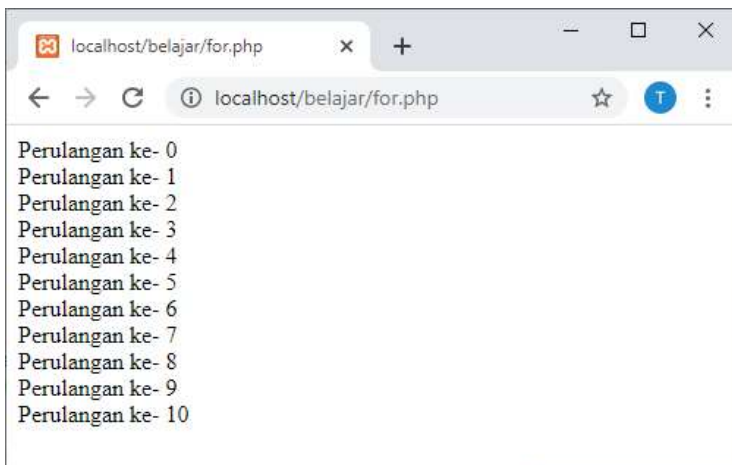 localhost/belajar/for.php
localhost/belajar/for.php
T
Perulangan ke- 0
Perulangan ke- 1
Perulangan ke- 2
Perulangan ke- 3
Perulangan ke- 4
Perulangan ke- 5
Perulangan ke- 6
Perulangan ke- 7
Perulangan ke- 8
Perulangan ke- 9
Perulangan ke- 10